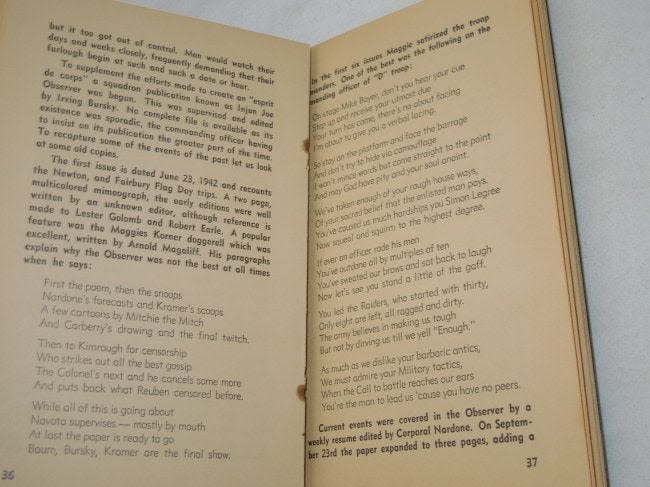 but it too got out of control. Men would watch their
days and weeks closely, frequently demanding that their
furlough begin at such and such a date or hour.
To supplement the efforts made to create an "esprit
de corps" a squadron publication known as Injun Joe
Observer was begun. This was supervised and edited
by Irving Bursky. No complete file is available as its
existence was sporadic, the commanding officer having
to insist on its publication the greater part of the time.
To recapture some of the events of the past let us look
at some old copies.
The first issue is dated June 23, 1942 and recounts
the Newton, and Fairbury Flag Day trips. A two page,
multicolored mimeograph, the early editions were well
written by an unknown editor, although reference is
made to Lester Golomb and Robert Earle. A popular
feature was the Maggies Korner doggerell which was
excellent, written by Arnold Magaliff. His paragraphs
explain why the Observer was not the best at all times
when he says:
First the poem, then the snoops
Nardone's forecasts and Kramer's scoops
A few cartoons by Mitchie the Mitch
And Carberry's drawing and the final twitch.
Then to Kimrough for censorship
Who strikes out all the best gossip
The Colonel's next and he cancels some more
And puts back what Reuben censored before.
While all of this is going about
Navota supervises — mostly by mouth
At last the paper is ready to go
Baum, Bursky, Kramer are the final show.
36
In the first six issues Maggie satirized the troop
manders. One of the best was the following on the
manding officer of "D" troop:
On stage Mike Bayer, don't you hear your cue
Step up and receive your utmost due
Your turn has come, there's no about facing
I'm about to give you a verbal lacing.
So stay on the platform and face the barrage
And don't try to hide via camouflage
I won't mince words but come straight to the point
And may God have pity and your soul anoint.
We've taken enough of your rough house ways,
Of your sacred belief that the enlisted man pays.
You've caused us much hardships you Simon Legree
Now squeal and squirm to the highest degree.
If ever an officer rode his men
You've outdone all by multiples of ten
You've sweated our brows and sat back to laugh
Now let's see you stand a little of the gaff.
You led the Raiders, who started with thirty,
Only eight are left, all ragged and dirty.
The army believes in making us tough
But not by driving us till we yell "Enough."
As much as we dislike your barbaric antics,
We must admire your Military tactics,
When the Call to battle reaches our ears
You're the man to lead us 'cause you have no peers.
Current events were covered in the Observer by a
weekly resume edited by Corporal Nardone. On Septem-
ber 23rd the paper expanded to three pages, adding a
37